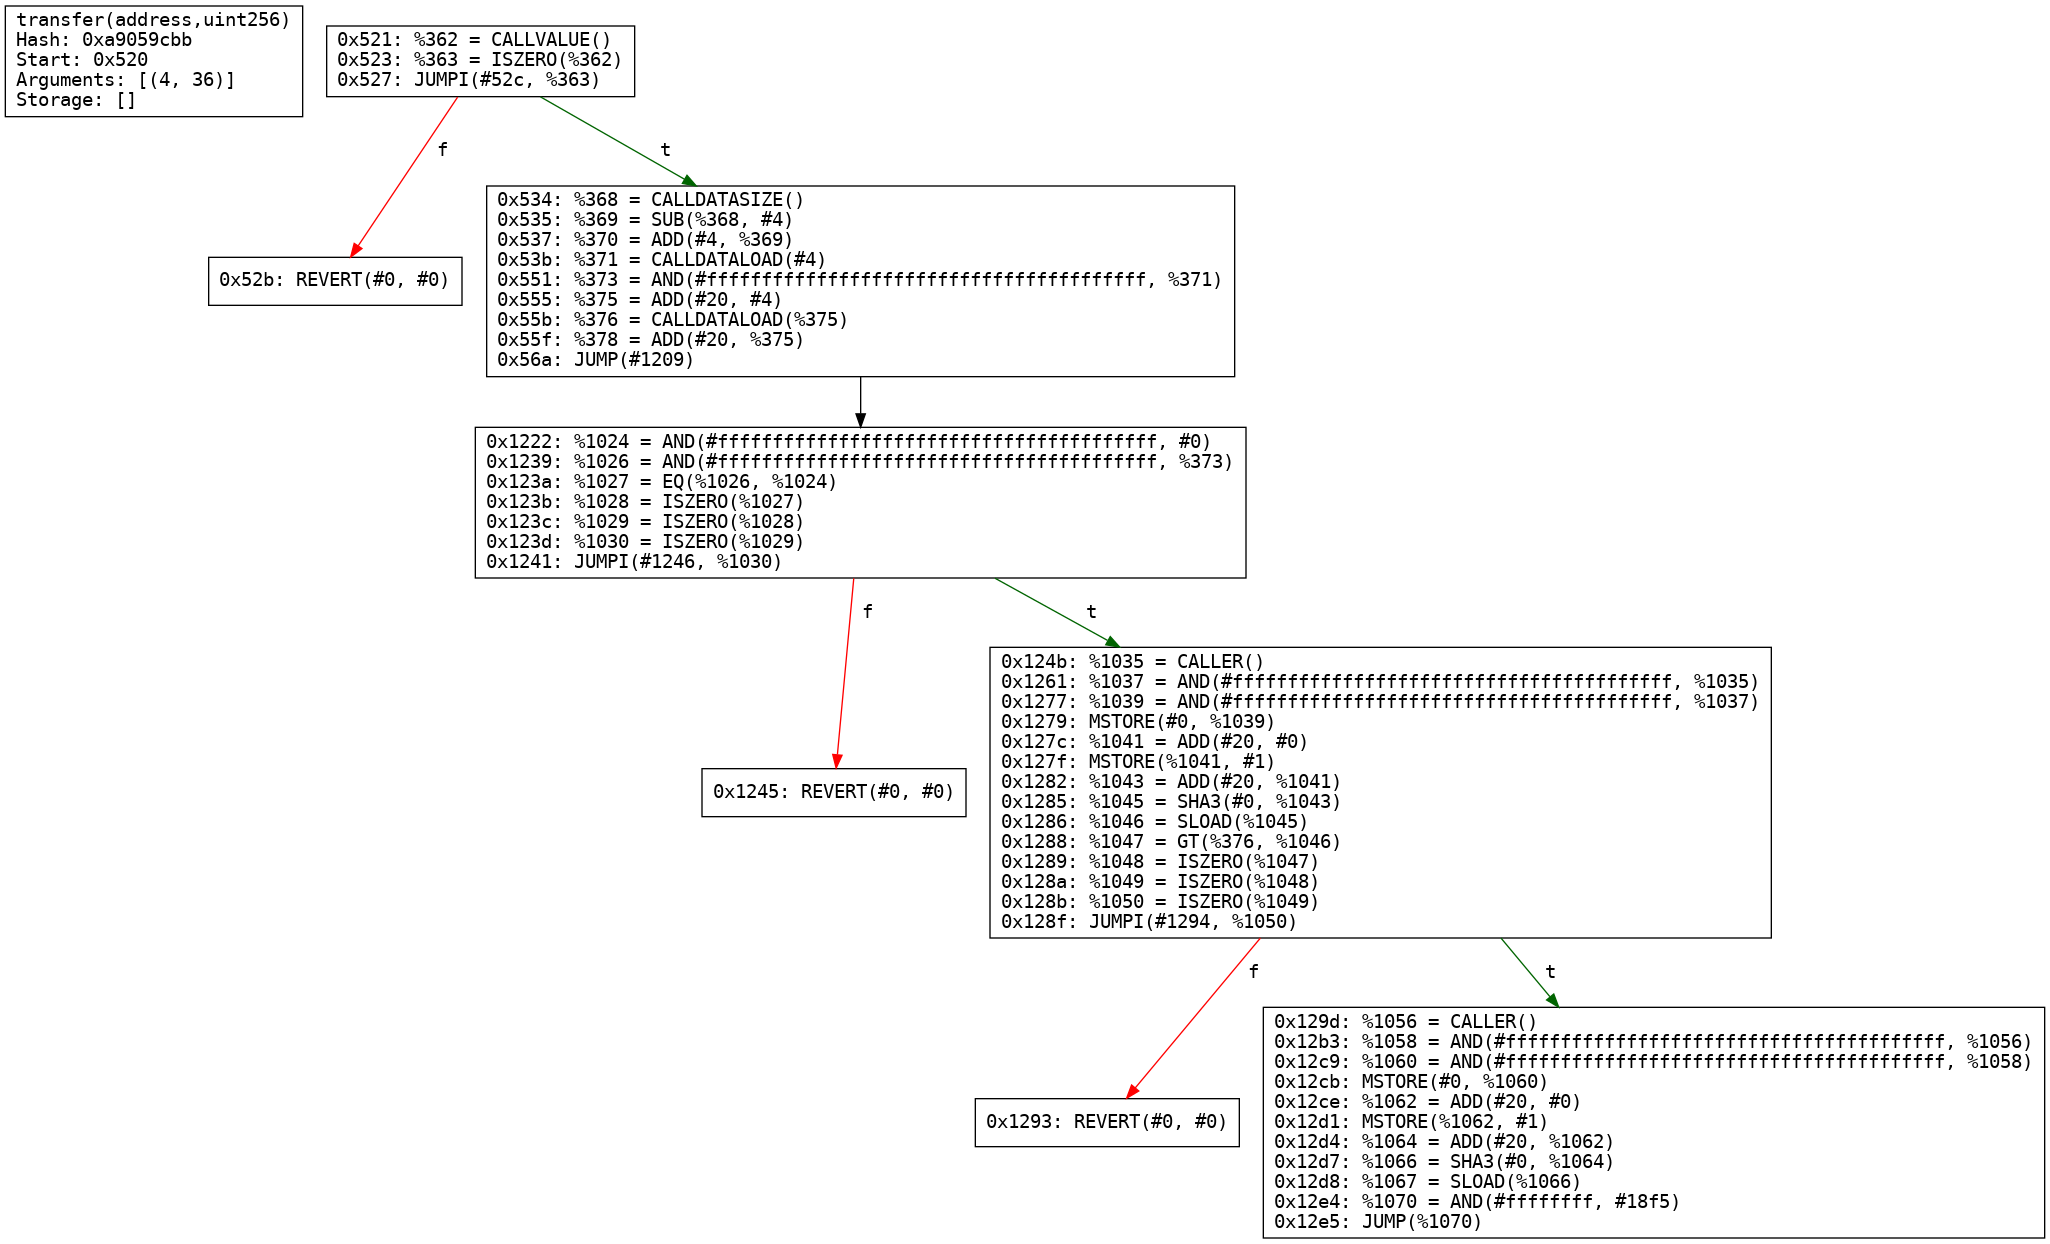 transfer(address,uint256)
Hash: 0xa9059cbb
Start: 0x520
Arguments: [(4, 36)]
Storage: []
0x521: %362 = CALLVALUE()
0x523: %363 = ISZERO(%362)
0x527: JUMPI(#52c, %363)
f
t
0x52b: REVERT(#0, #0)
0x534: %368 = CALLDATASIZE()
0x535: %369 = SUB(%368, #4)
0x537: %370 = ADD(#4, %369)
0x53b: %371 = CALLDATALOAD(#4)
0x551: %373 = AND(#ffffffffffffffffffffffffffffffffffffffff, %371)
0x555: %375 = ADD(#20, #4)
0x55b: %376 = CALLDATALOAD(%375)
0x55f: %378 = ADD(#20, %375)
0x56a: JUMP(#1209)
0x1222: %1024 = AND(#ffffffffffffffffffffffffffffffffffffffff, #0)
0x1239: %1026 = AND(#ffffffffffffffffffffffffffffffffffffffff, %373)
0x123a: %1027 = EQ(%1026, %1024)
0x123b: %1028 = ISZERO(%1027)
0x123c: %1029 = ISZERO(%1028)
0x123d: %1030 = ISZERO(%1029)
0x1241: JUMPI(#1246, %1030)
f
t
0x1245: REVERT(#0, #0)
0x124b: %1035 = CALLER()
0x1261: %1037 = AND(#ffffffffffffffffffffffffffffffffffffffff, %1035)
0x1277: %1039 = AND(#ffffffffffffffffffffffffffffffffffffffff, %1037)
0x1279: MSTORE(#0, %1039)
0x127c: %1041 = ADD(#20, #0)
0x127f: MSTORE(%1041, #1)
0x1282: %1043 = ADD(#20, %1041)
0x1285: %1045 = SHA3(#0, %1043)
0x1286: %1046 = SLOAD(%1045)
0x1288: %1047 = GT(%376, %1046)
0x1289: %1048 = ISZERO(%1047)
0x128a: %1049 = ISZERO(%1048)
0x128b: %1050 = ISZERO(%1049)
0x128f: JUMPI(#1294, %1050)
f
t
0x1293: REVERT(#0, #0)
0x129d: %1056 = CALLER()
0x12b3: %1058 = AND(#ffffffffffffffffffffffffffffffffffffffff, %1056)
0x12c9: %1060 = AND(#ffffffffffffffffffffffffffffffffffffffff, %1058)
0x12cb: MSTORE(#0, %1060)
0x12ce: %1062 = ADD(#20, #0)
0x12d1: MSTORE(%1062, #1)
0x12d4: %1064 = ADD(#20, %1062)
0x12d7: %1066 = SHA3(#0, %1064)
0x12d8: %1067 = SLOAD(%1066)
0x12e4: %1070 = AND(#ffffffff, #18f5)
0x12e5: JUMP(%1070)